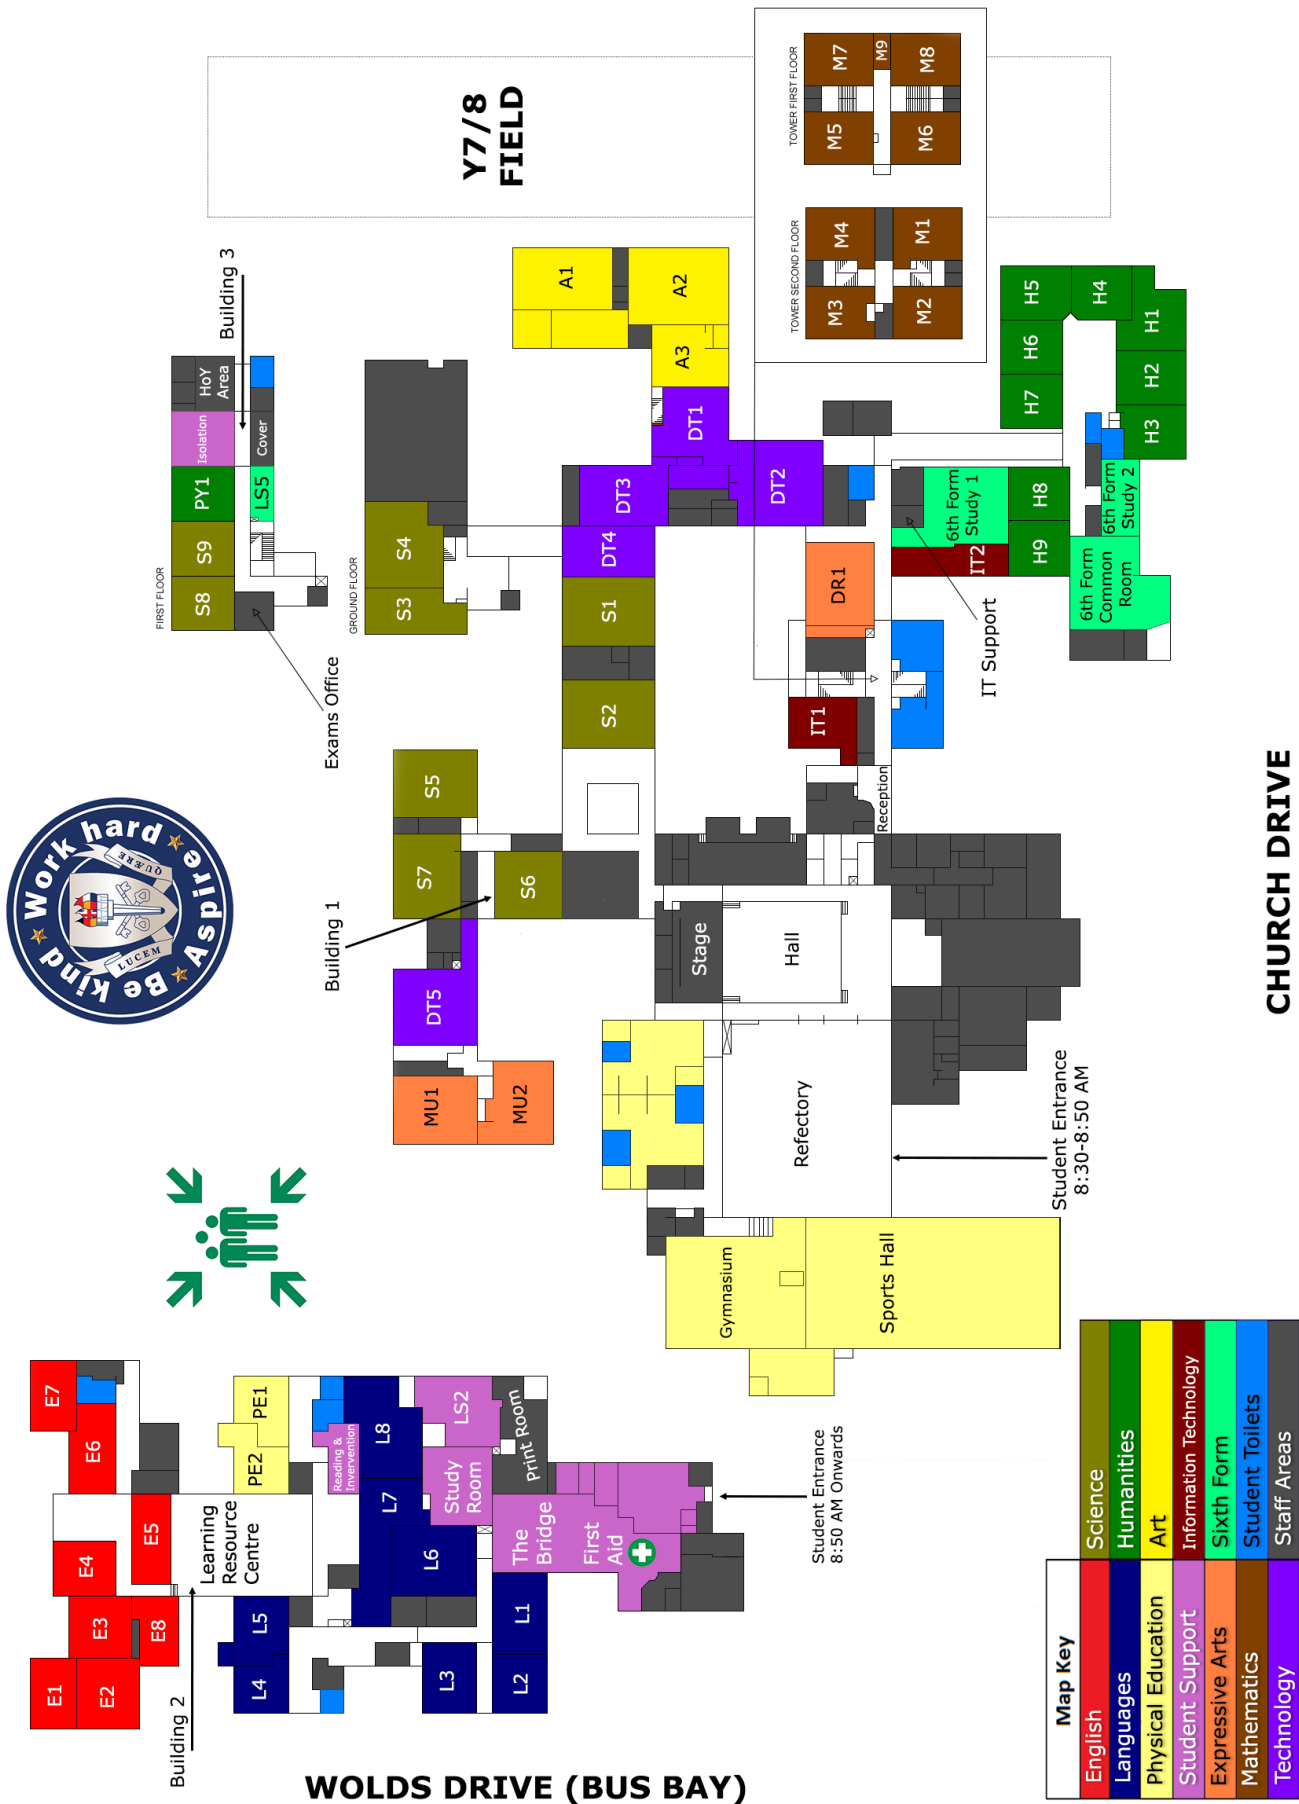 Y7/8
FIELD
TOWER FIRST FLOOR
M7
M9
M8
M5
M6
TOWER SECOND FLOOR
M4
M1
M3
M2
Building 3
HoY
Area
Isolation
Cover
PY1
LS5
S9
S8
FIRST FLOOR
Exams Office
GROUND FLOOR
S4
S3
A1
A2
A3
DT1
DT2
DT3
DT4
S1
S2
DR1
IT1
IT2
IT Support
6th Form
Study 1
H8
H9
H5
H4
H6
H7
H1
H2
H3
6th Form
Study 2
6th Form
Common
Room
Reception
Work hard
Aspire
Be Kind
QUÆRE
LUCEM
S5
S7
S6
Building 1
DT5
MU1
MU2
Stage
Hall
Refectory
Student Entrance
8:30-8:50 AM
Gymnasium
Sports Hall
CHURCH DRIVE
E7
E6
E5
E4
E3
E8
E1
E2
Learning
Resource
Centre
Building 2
PE1
PE2
Reading &
Invervention
L8
L7
L6
L5
L4
L3
L1
L2
LS2
Study
Room
Print Room
The
Bridge
First
Aid
Student Entrance
8:50 AM Onwards
WOLDS DRIVE (BUS BAY)
Map Key
English
Science
Languages
Humanities
Physical Education
Art
Student Support
Information Technology
Expressive Arts
Sixth Form
Mathematics
Student Toilets
Technology
Staff Areas